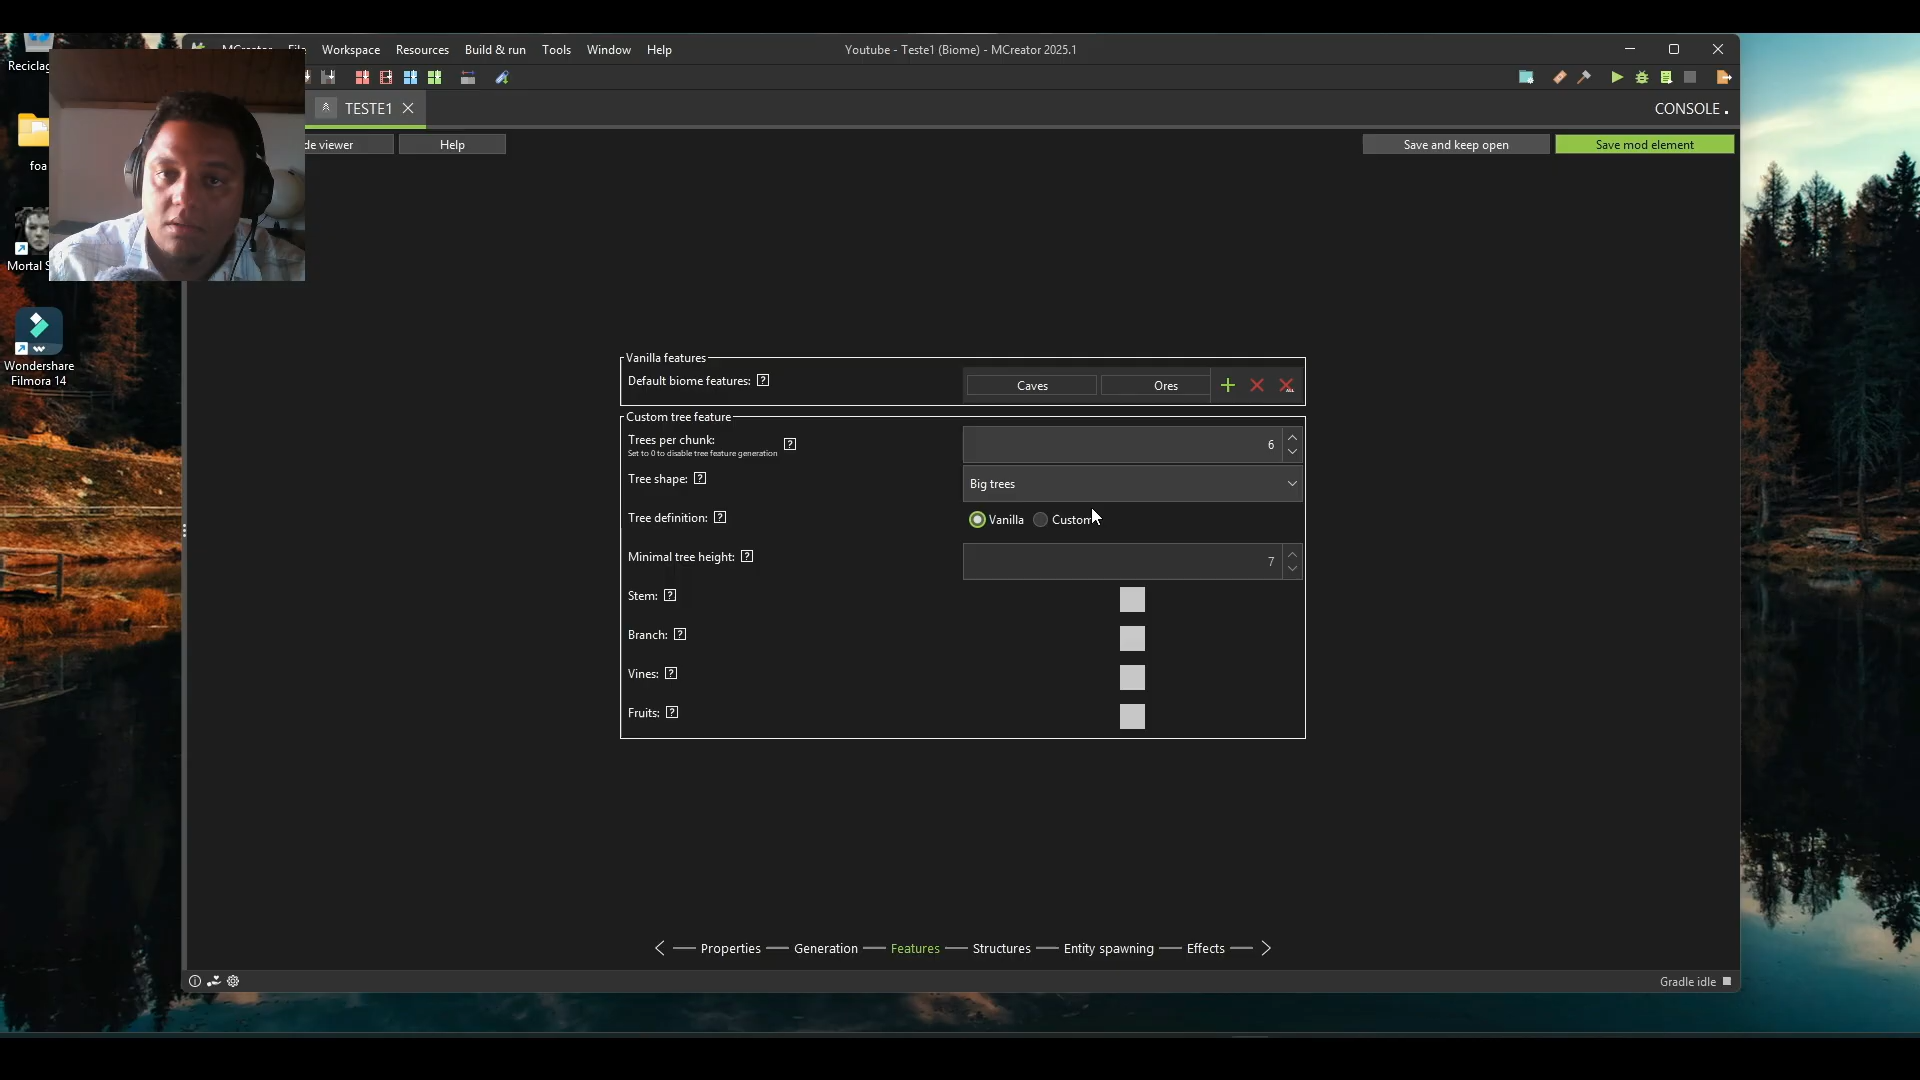 Reciclag
MCreator File Workspace Resources Build & run Tools Window Help
Youtube - Teste1 (Biome) - MCreator 2025.1
TESTE1
CONSOLE
de viewer
Help
Save and keep open
Save mod element
foa
Mortal S
Wondershare
Filmora 14
Vanilla features
Default biome features: ?
Caves
Ores
ALL
Custom tree feature
Trees per chunk: ?
Set to 0 to disable tree feature generation
6
Tree shape: ?
Big trees
Tree definition: ?
Vanilla
Custom
Minimal tree height: ?
7
Stem: ?
Branch: ?
Vines: ?
Fruits: ?
Properties
Generation
Features
Structures
Entity spawning
Effects
Gradle idle